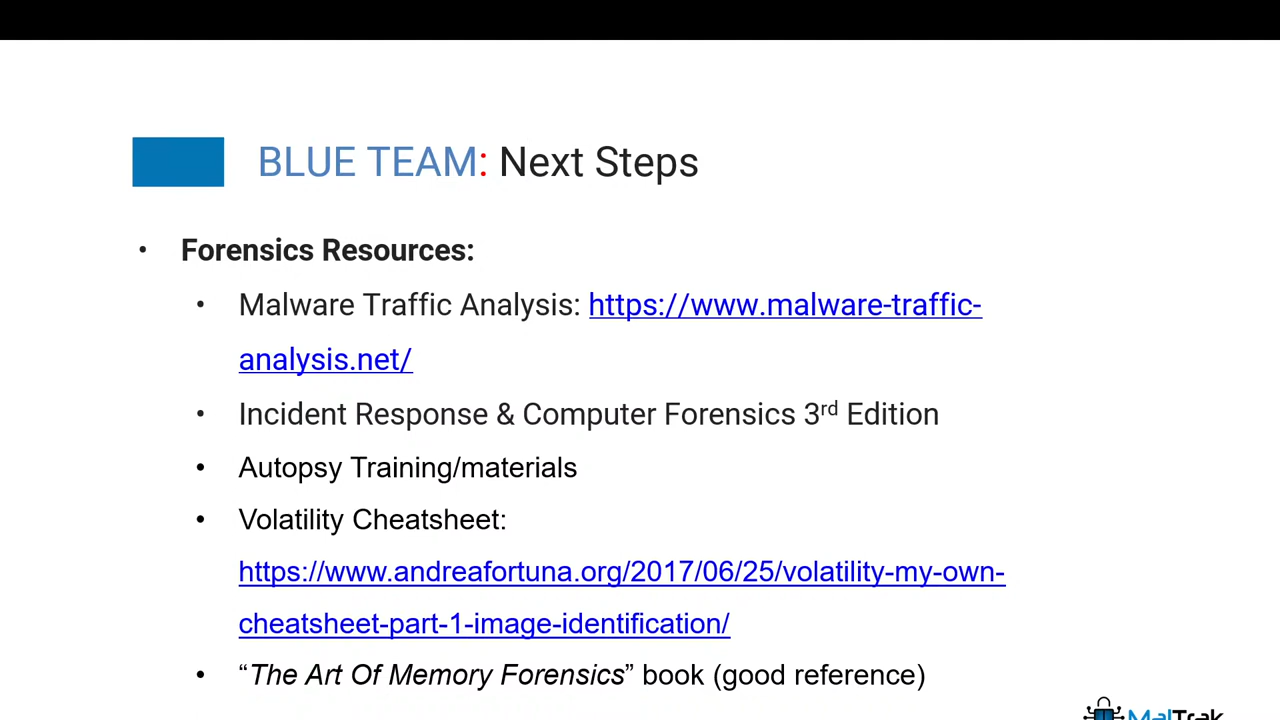 BLUE TEAM: Next Steps
• Forensics Resources:
• Malware Traffic Analysis: https://www.malware-traffic-
analysis.net/
• Incident Response & Computer Forensics 3rd Edition
• Autopsy Training/materials
• Volatility Cheatsheet:
https://www.andreafortuna.org/2017/06/25/volatility-my-own-
cheatsheet-part-1-image-identification/
• “The Art Of Memory Forensics” book (good reference)
MalTrak